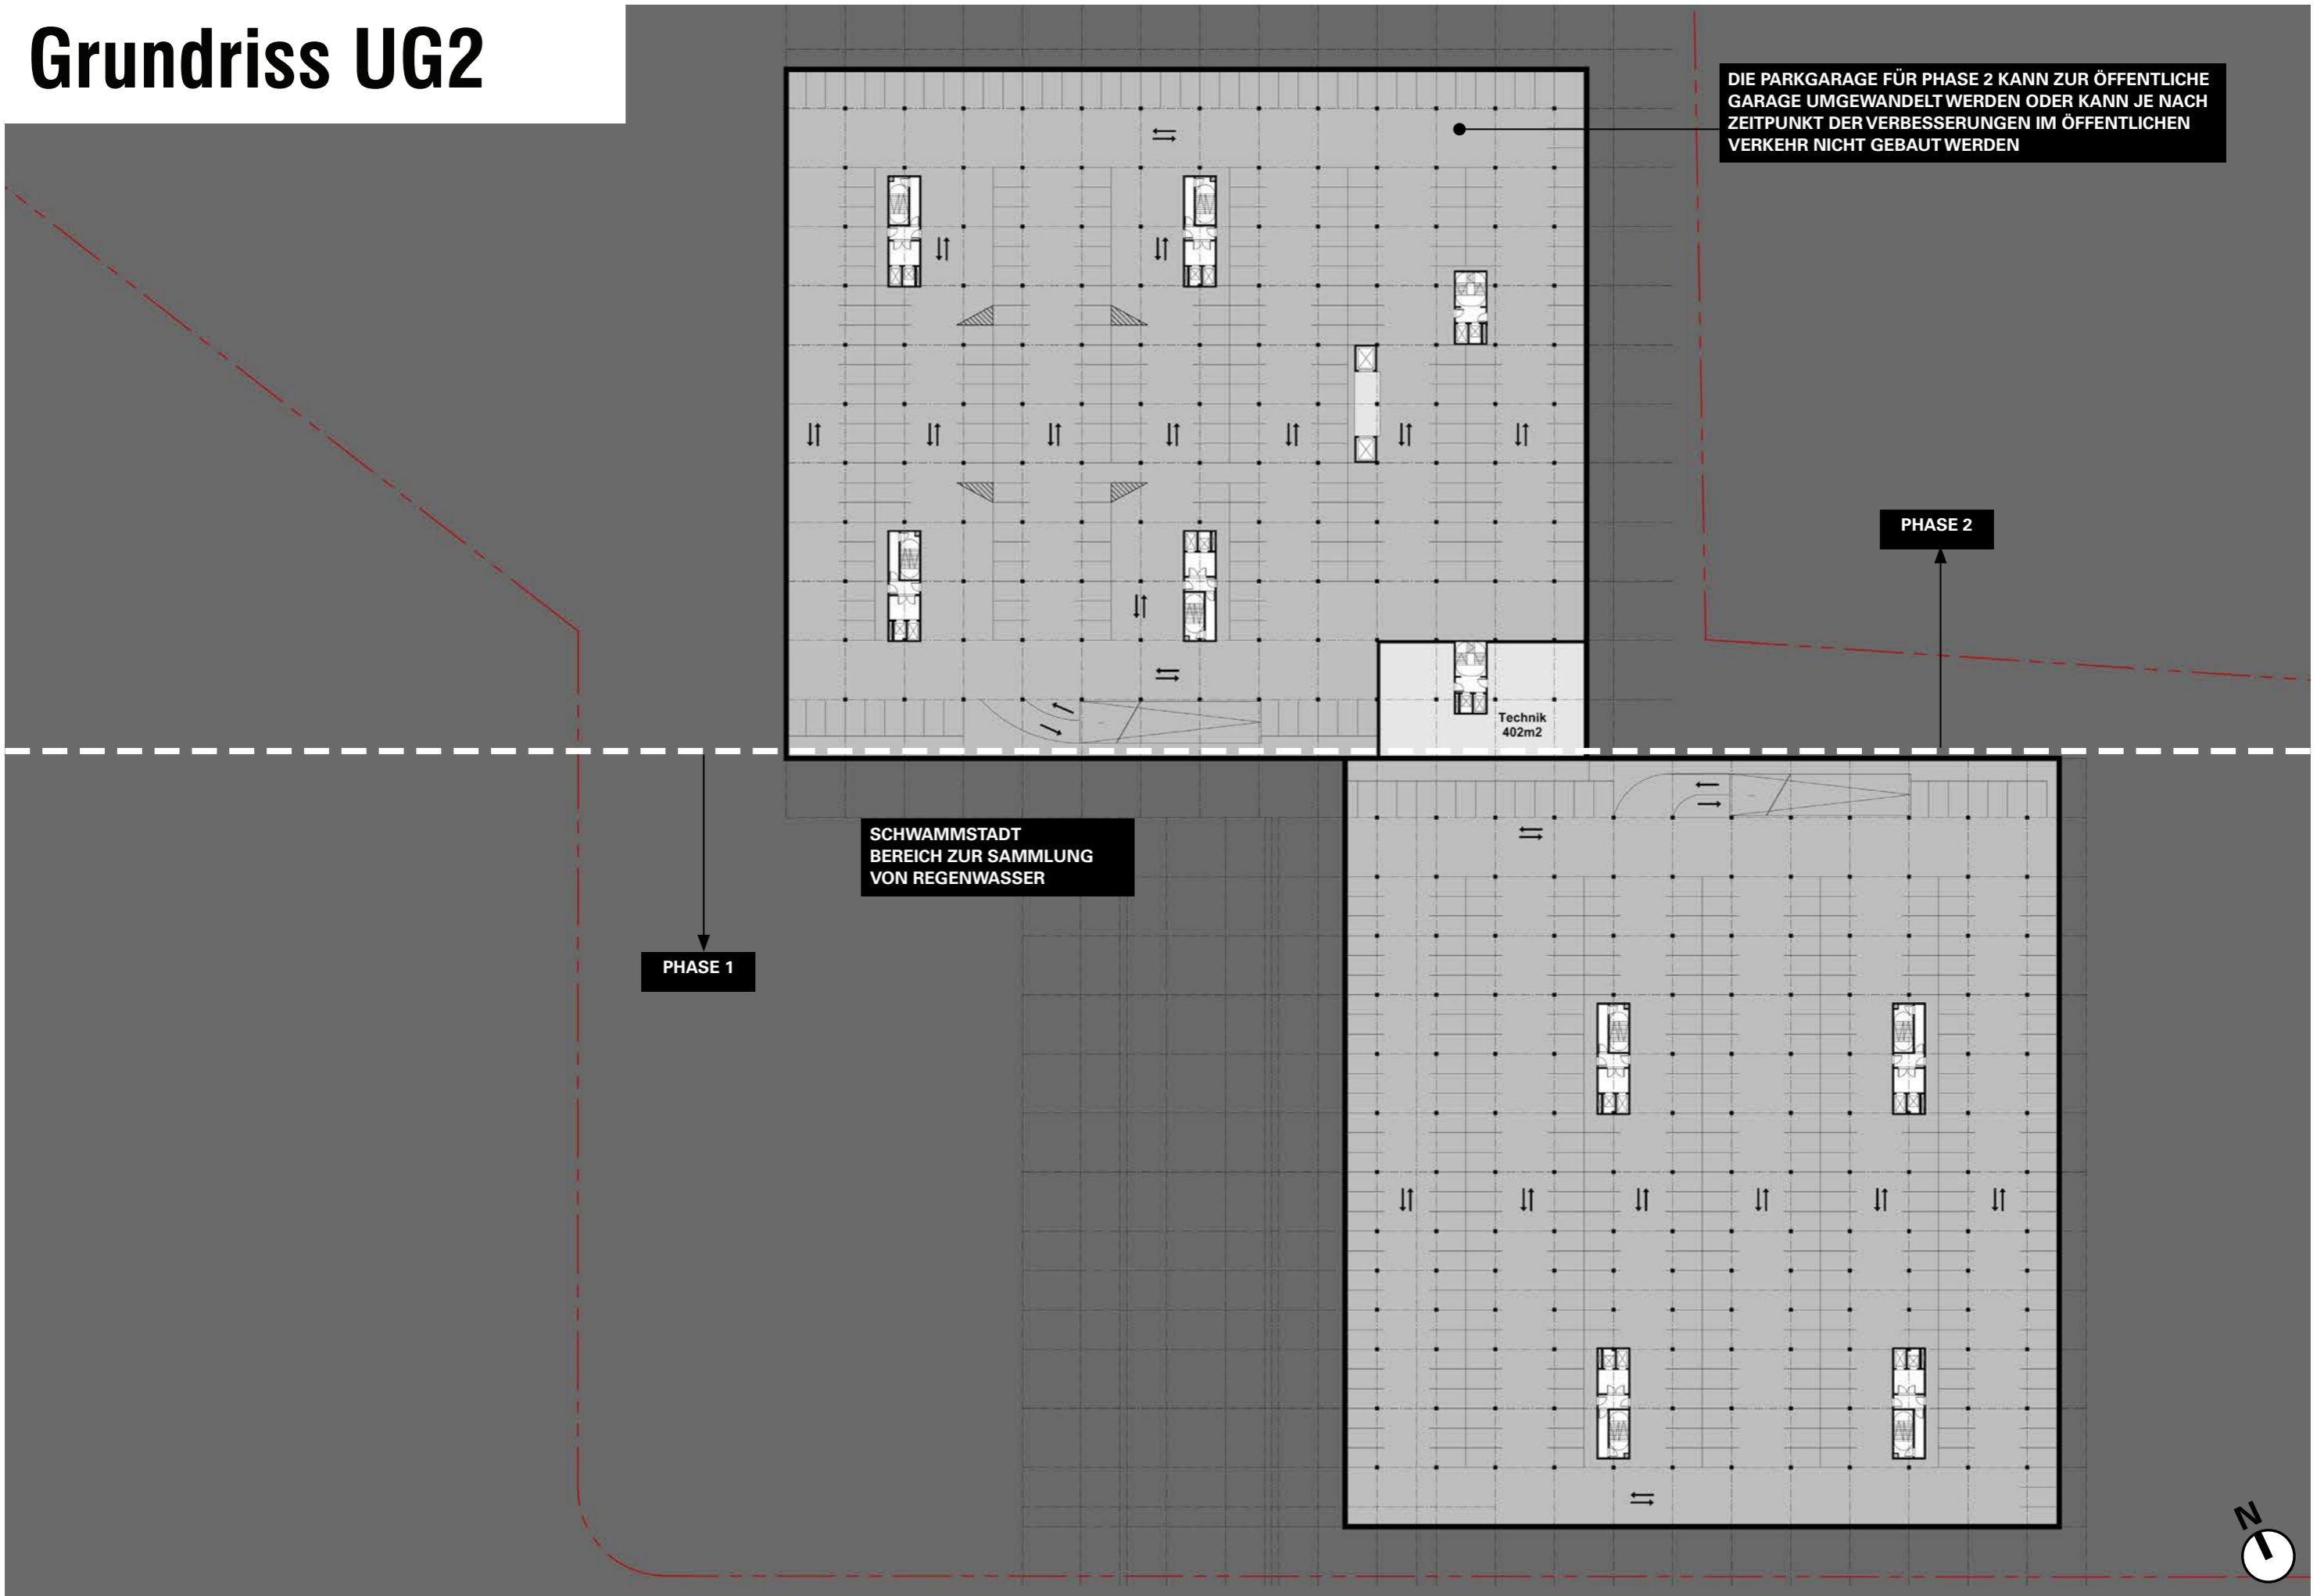 Grundriss UG2
DIE PARKGARAGE FÜR PHASE 2 KANN ZUR ÖFFENTLICHE
GARAGE UMGEWANDELT WERDEN ODER KANN JE NACH
ZEITPUNKT DER VERBESSERUNGEN IM ÖFFENTLICHEN
VERKEHR NICHT GEBAUT WERDEN
PHASE 2
Technik
402m2
SCHWAMMSTADT
BEREICH ZUR SAMMLUNG
VON REGENWASSER
PHASE 1
N